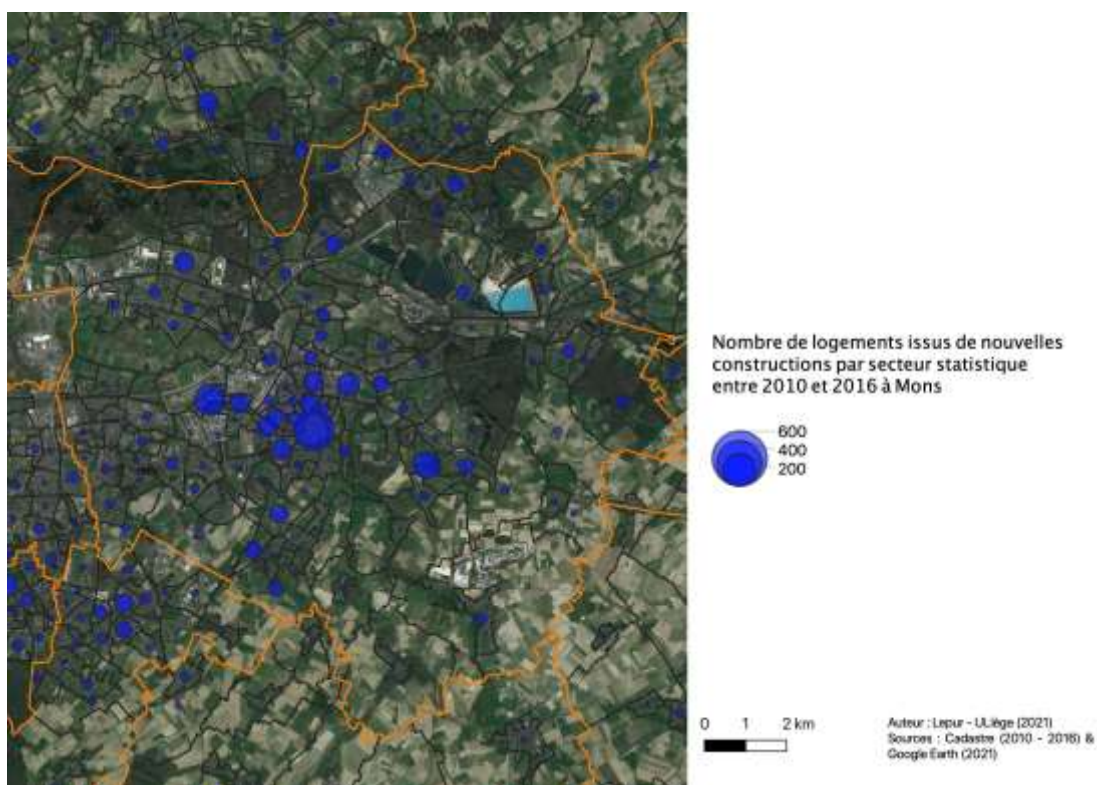 Nombre de logements issus de nouvelles
constructions par secteur statistique
entre 2010 et 2016 à Mons
600
400
200
0 1 2 km
Auteur : Lepur - ULiège (2021)
Sources : Cadastre (2010 - 2016) &
Google Earth (2021)